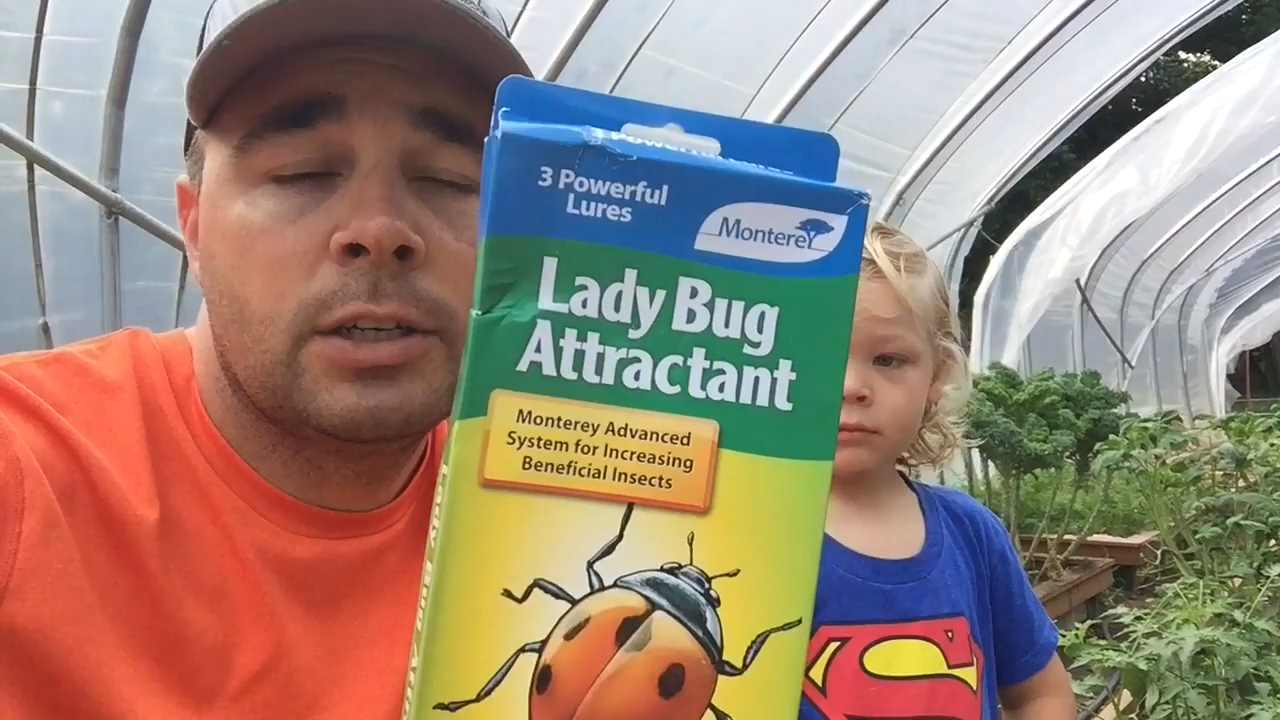 3 Powerful
Lures
Monterey
Lady Bug
Attractant
Monterey Advanced
System for Increasing
Beneficial Insects
S